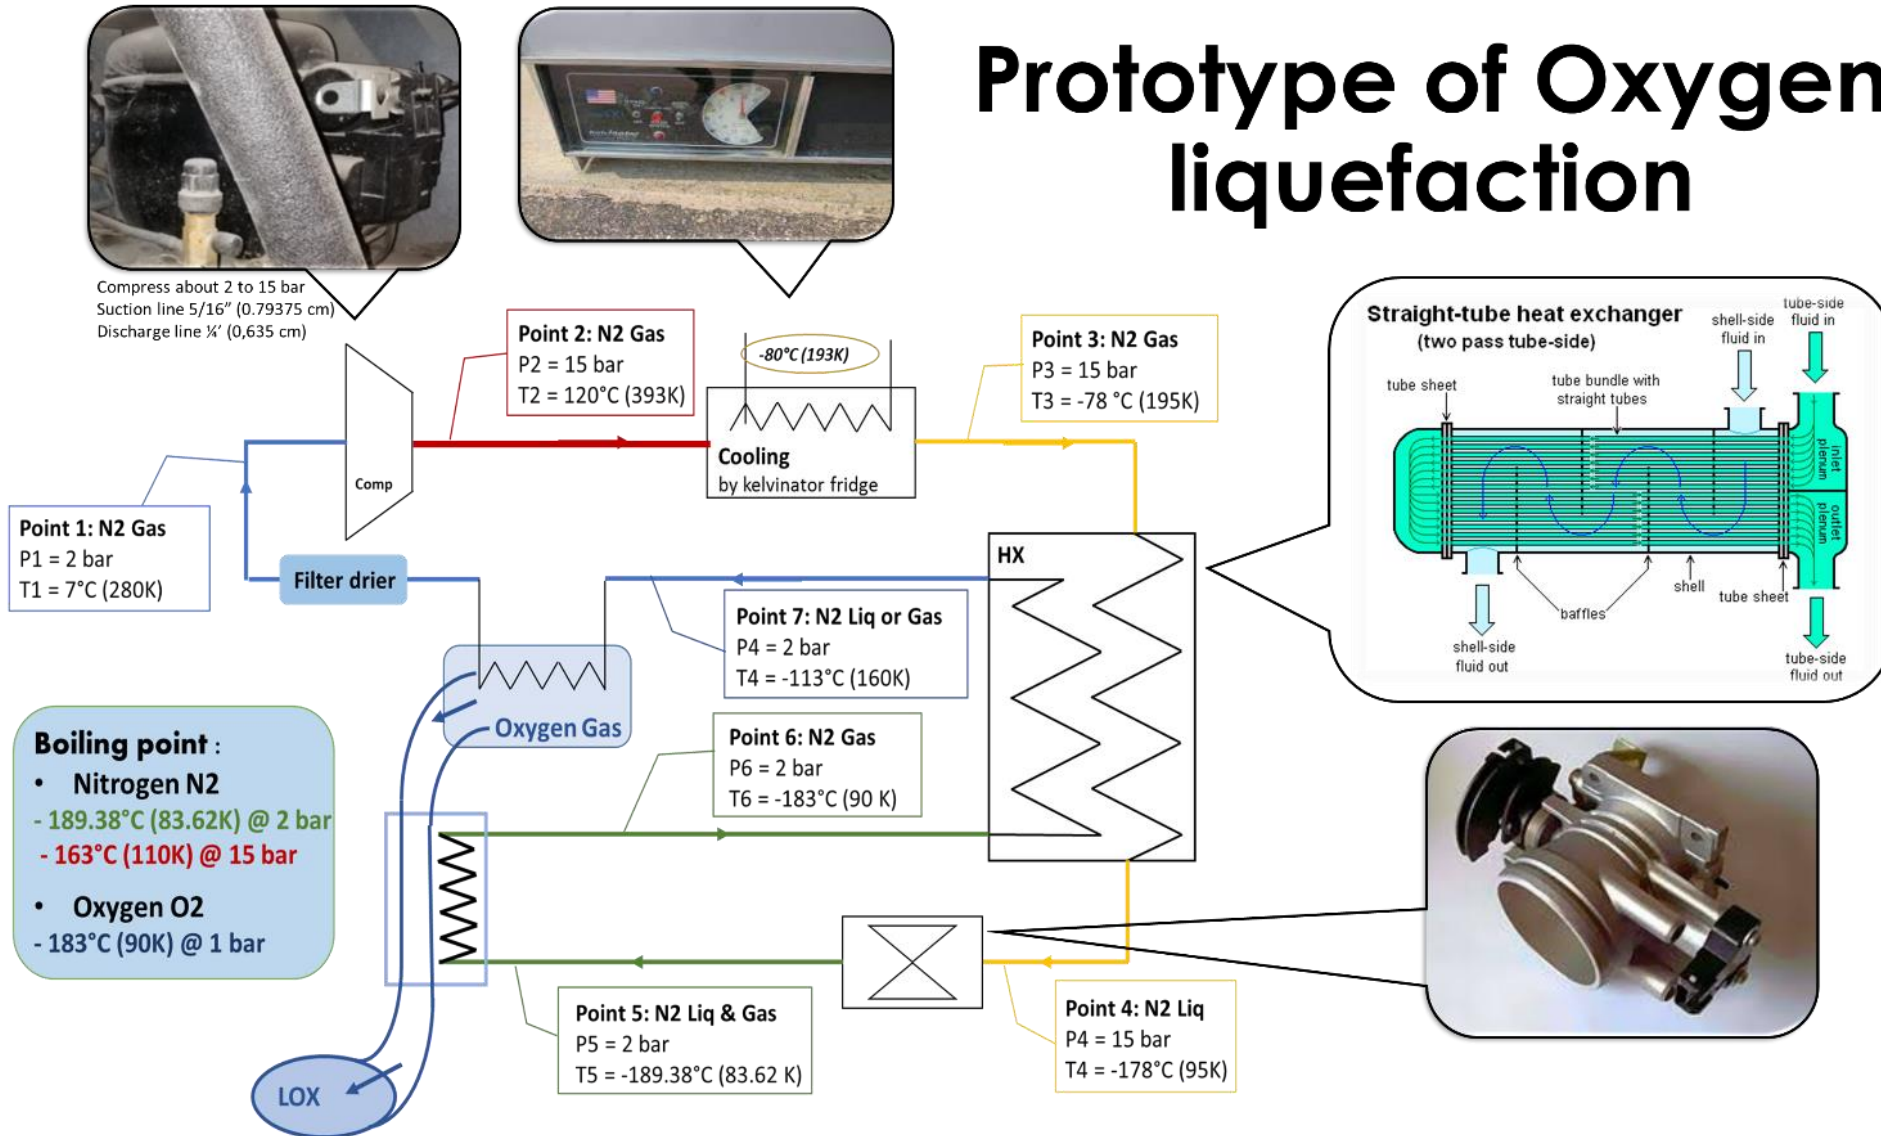 Prototype of Oxygen
liquefaction
Compress about 2 to 15 bar
Suction line 5/16” (0.79375 cm)
Discharge line ¼’ (0,635 cm)
Point 2: N2 Gas
P2 = 15 bar
T2 = 120°C (393K)
-80°C (193K)
Cooling
by kelvinator fridge
Point 3: N2 Gas
P3 = 15 bar
T3 = -78 °C (195K)
Comp
Point 1: N2 Gas
P1 = 2 bar
T1 = 7°C (280K)
Filter drier
HX
Point 7: N2 Liq or Gas
P4 = 2 bar
T4 = -113°C (160K)
Oxygen Gas
Point 6: N2 Gas
P6 = 2 bar
T6 = -183°C (90 K)
Boiling point :
• Nitrogen N2
- 189.38°C (83.62K) @ 2 bar
- 163°C (110K) @ 15 bar
• Oxygen O2
- 183°C (90K) @ 1 bar
Point 5: N2 Liq & Gas
P5 = 2 bar
T5 = -189.38°C (83.62 K)
Point 4: N2 Liq
P4 = 15 bar
T4 = -178°C (95K)
LOX
Straight-tube heat exchanger
(two pass tube-side)
tube-side
fluid in
shell-side
fluid in
tube sheet
tube bundle with
straight tubes
inlet
plenum
outlet
plenum
shell
tube sheet
baffles
shell-side
fluid out
tube-side
fluid out